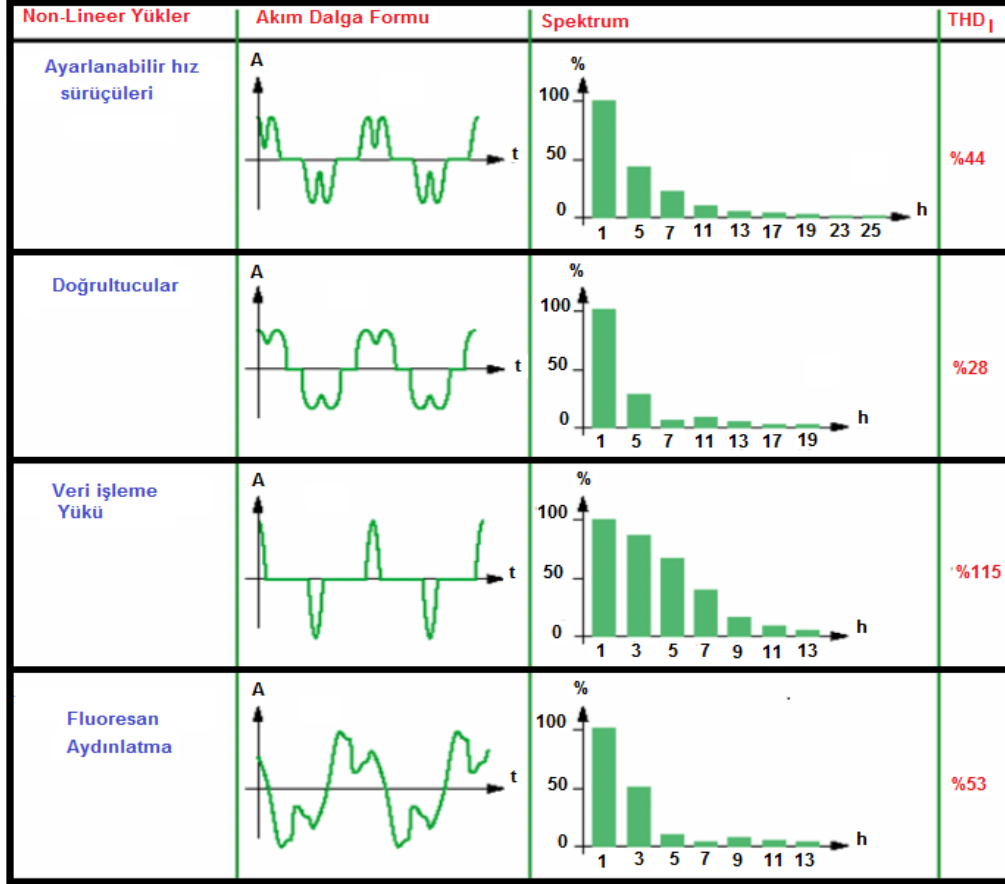 Non-Lineer Yükler Akım Dalga Formu Spektrum THD I
Ayarlanabilir hız
sürüçüleri
A
t
%
100
50
0
h
1 5 7 11 13 17 19 23 25
%44
Doğrultucular
A
t
%
100
50
0
h
1 5 7 11 13 17 19
%28
Veri işleme
Yükü
A
t
%
100
50
0
h
1 3 5 7 9 11 13
%115
Fluoresan
Aydınlatma
A
t
%
100
50
0
h
1 3 5 7 9 11 13
%53